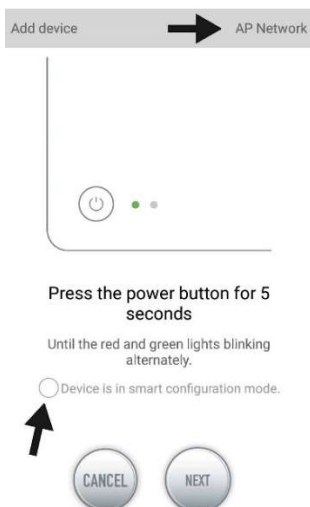 Add device AP Network
Press the power button for 5
seconds
Until the red and green lights blinking
alternately.
Device is in smart configuration mode.
CANCEL NEXT